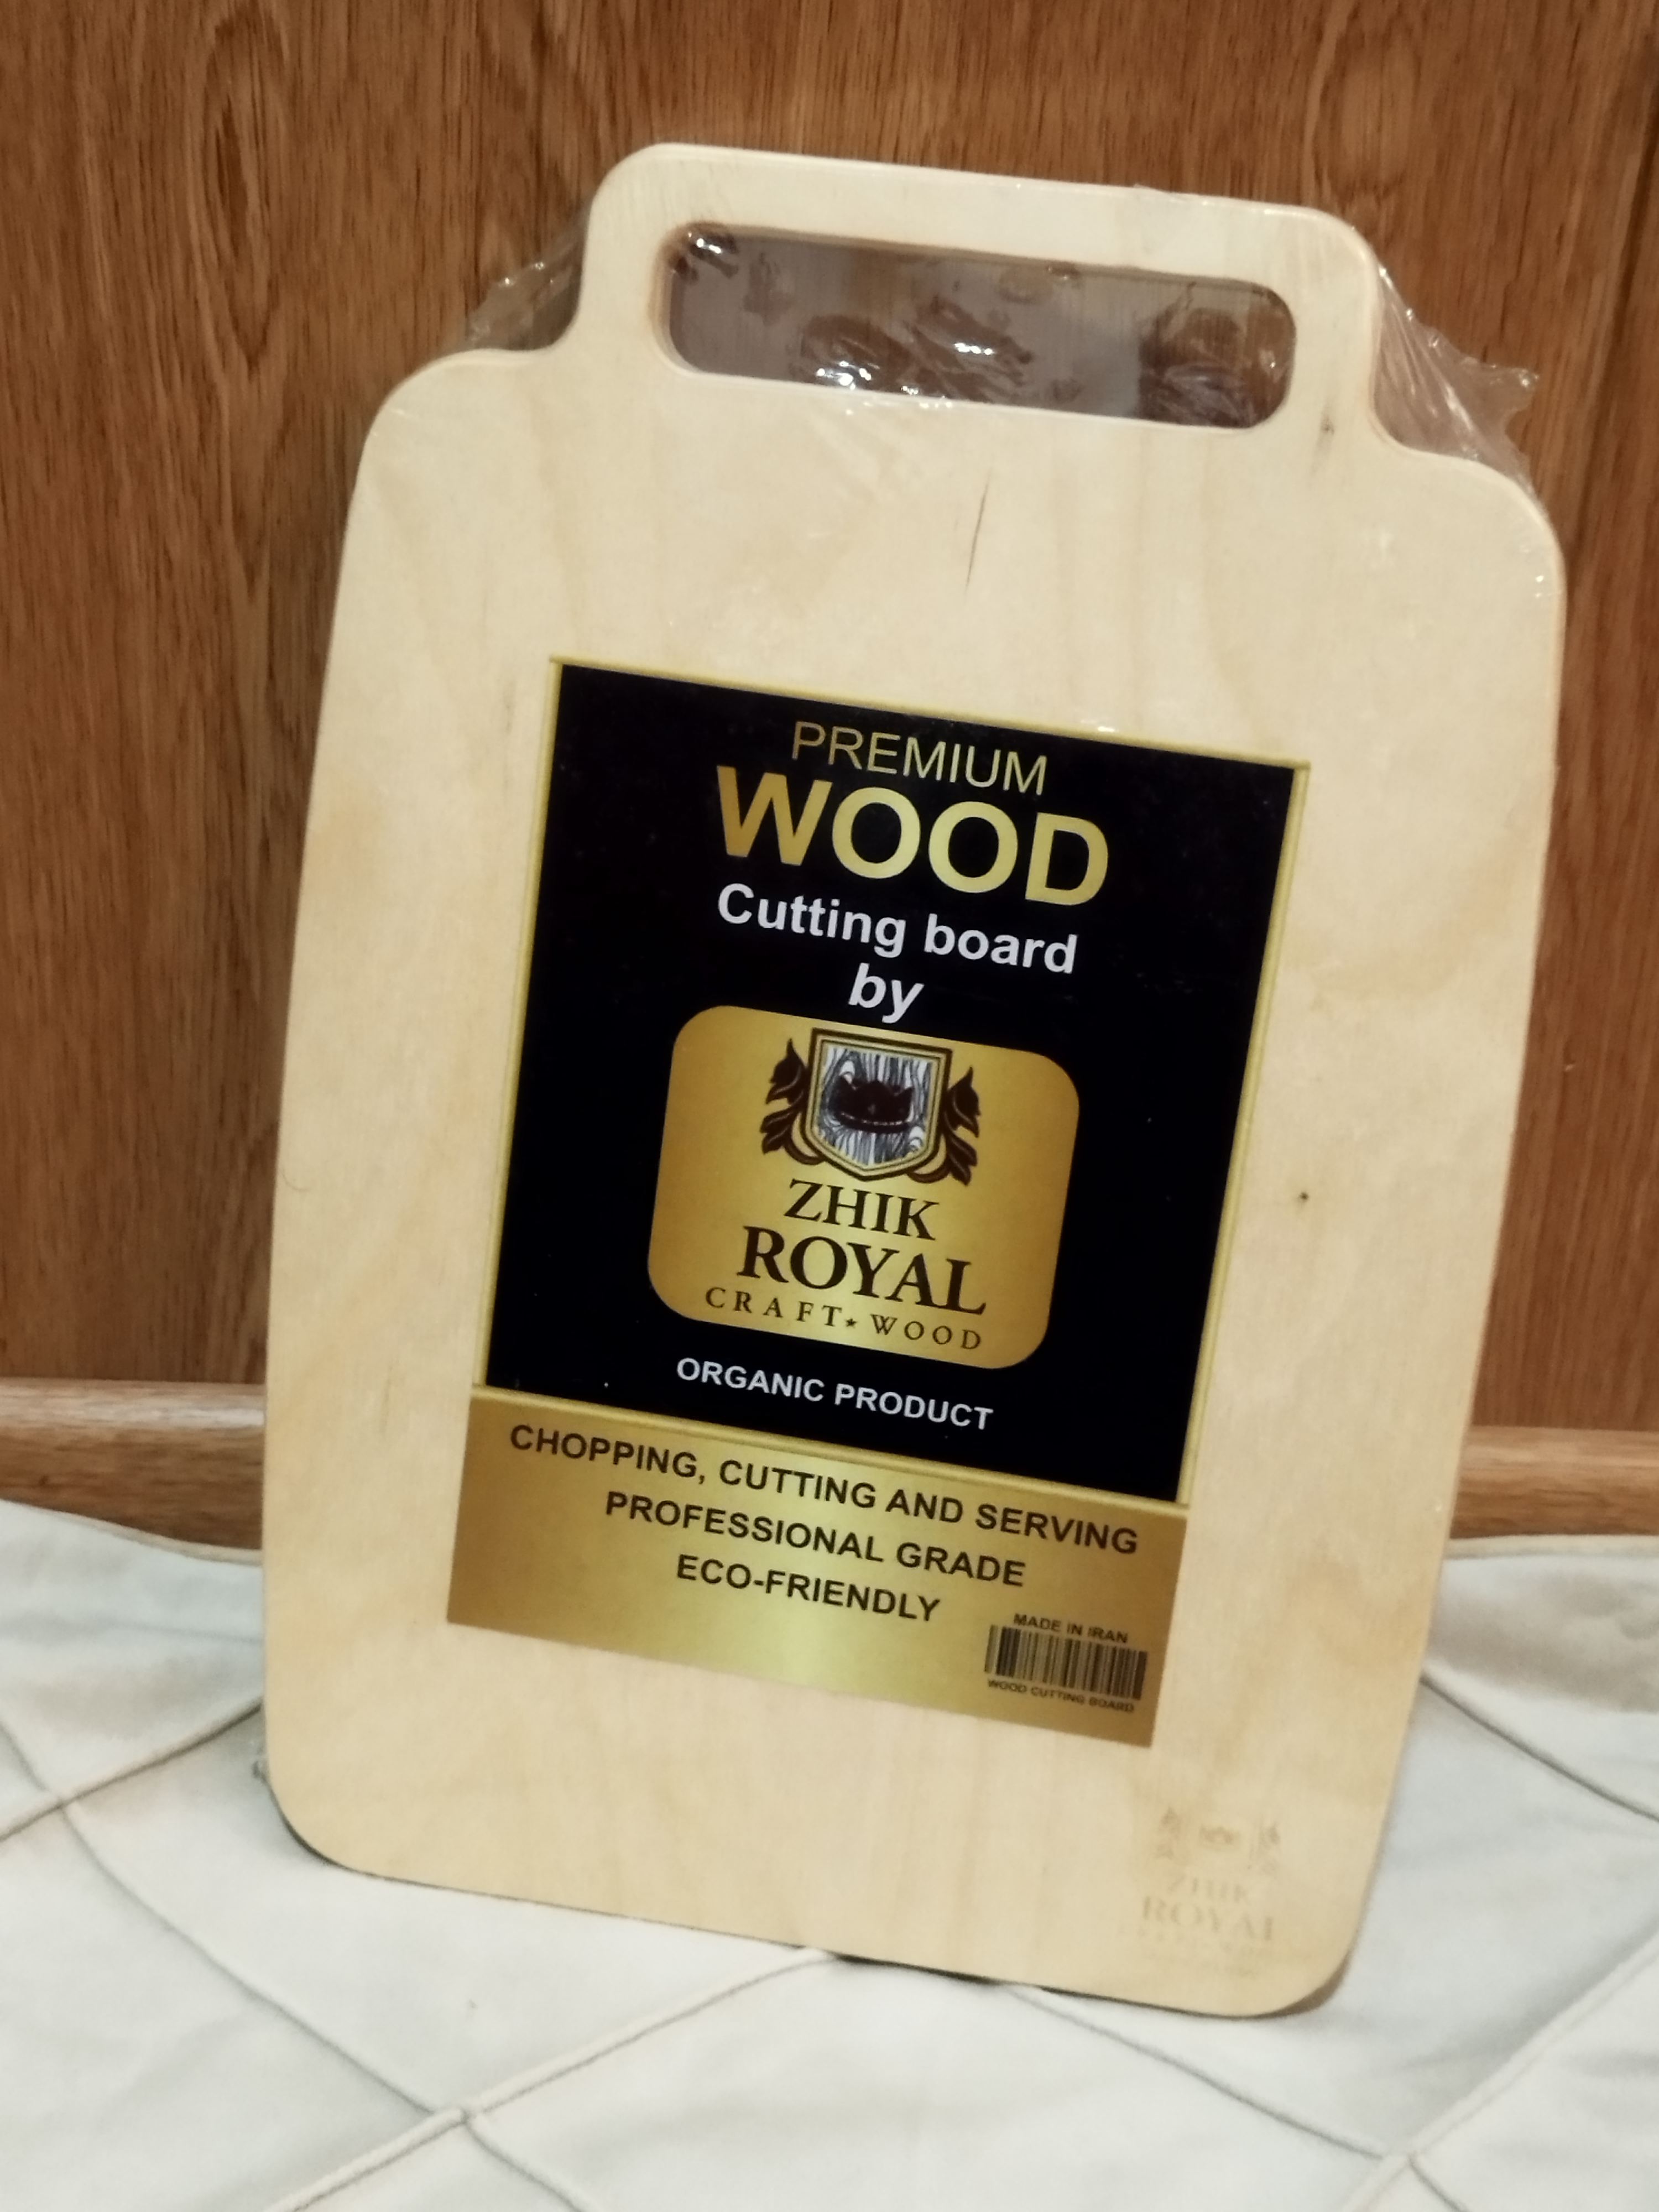 PREMIUM
WOOD
Cutting board
by
ZHIK
ROYAL
CRAFT★WOOD
ORGANIC PRODUCT
CHOPPING, CUTTING AND SERVING
PROFESSIONAL GRADE
ECO-FRIENDLY
MADE IN IRAN
WOOD CUTTING BOARD
ZHIK
ROYAL